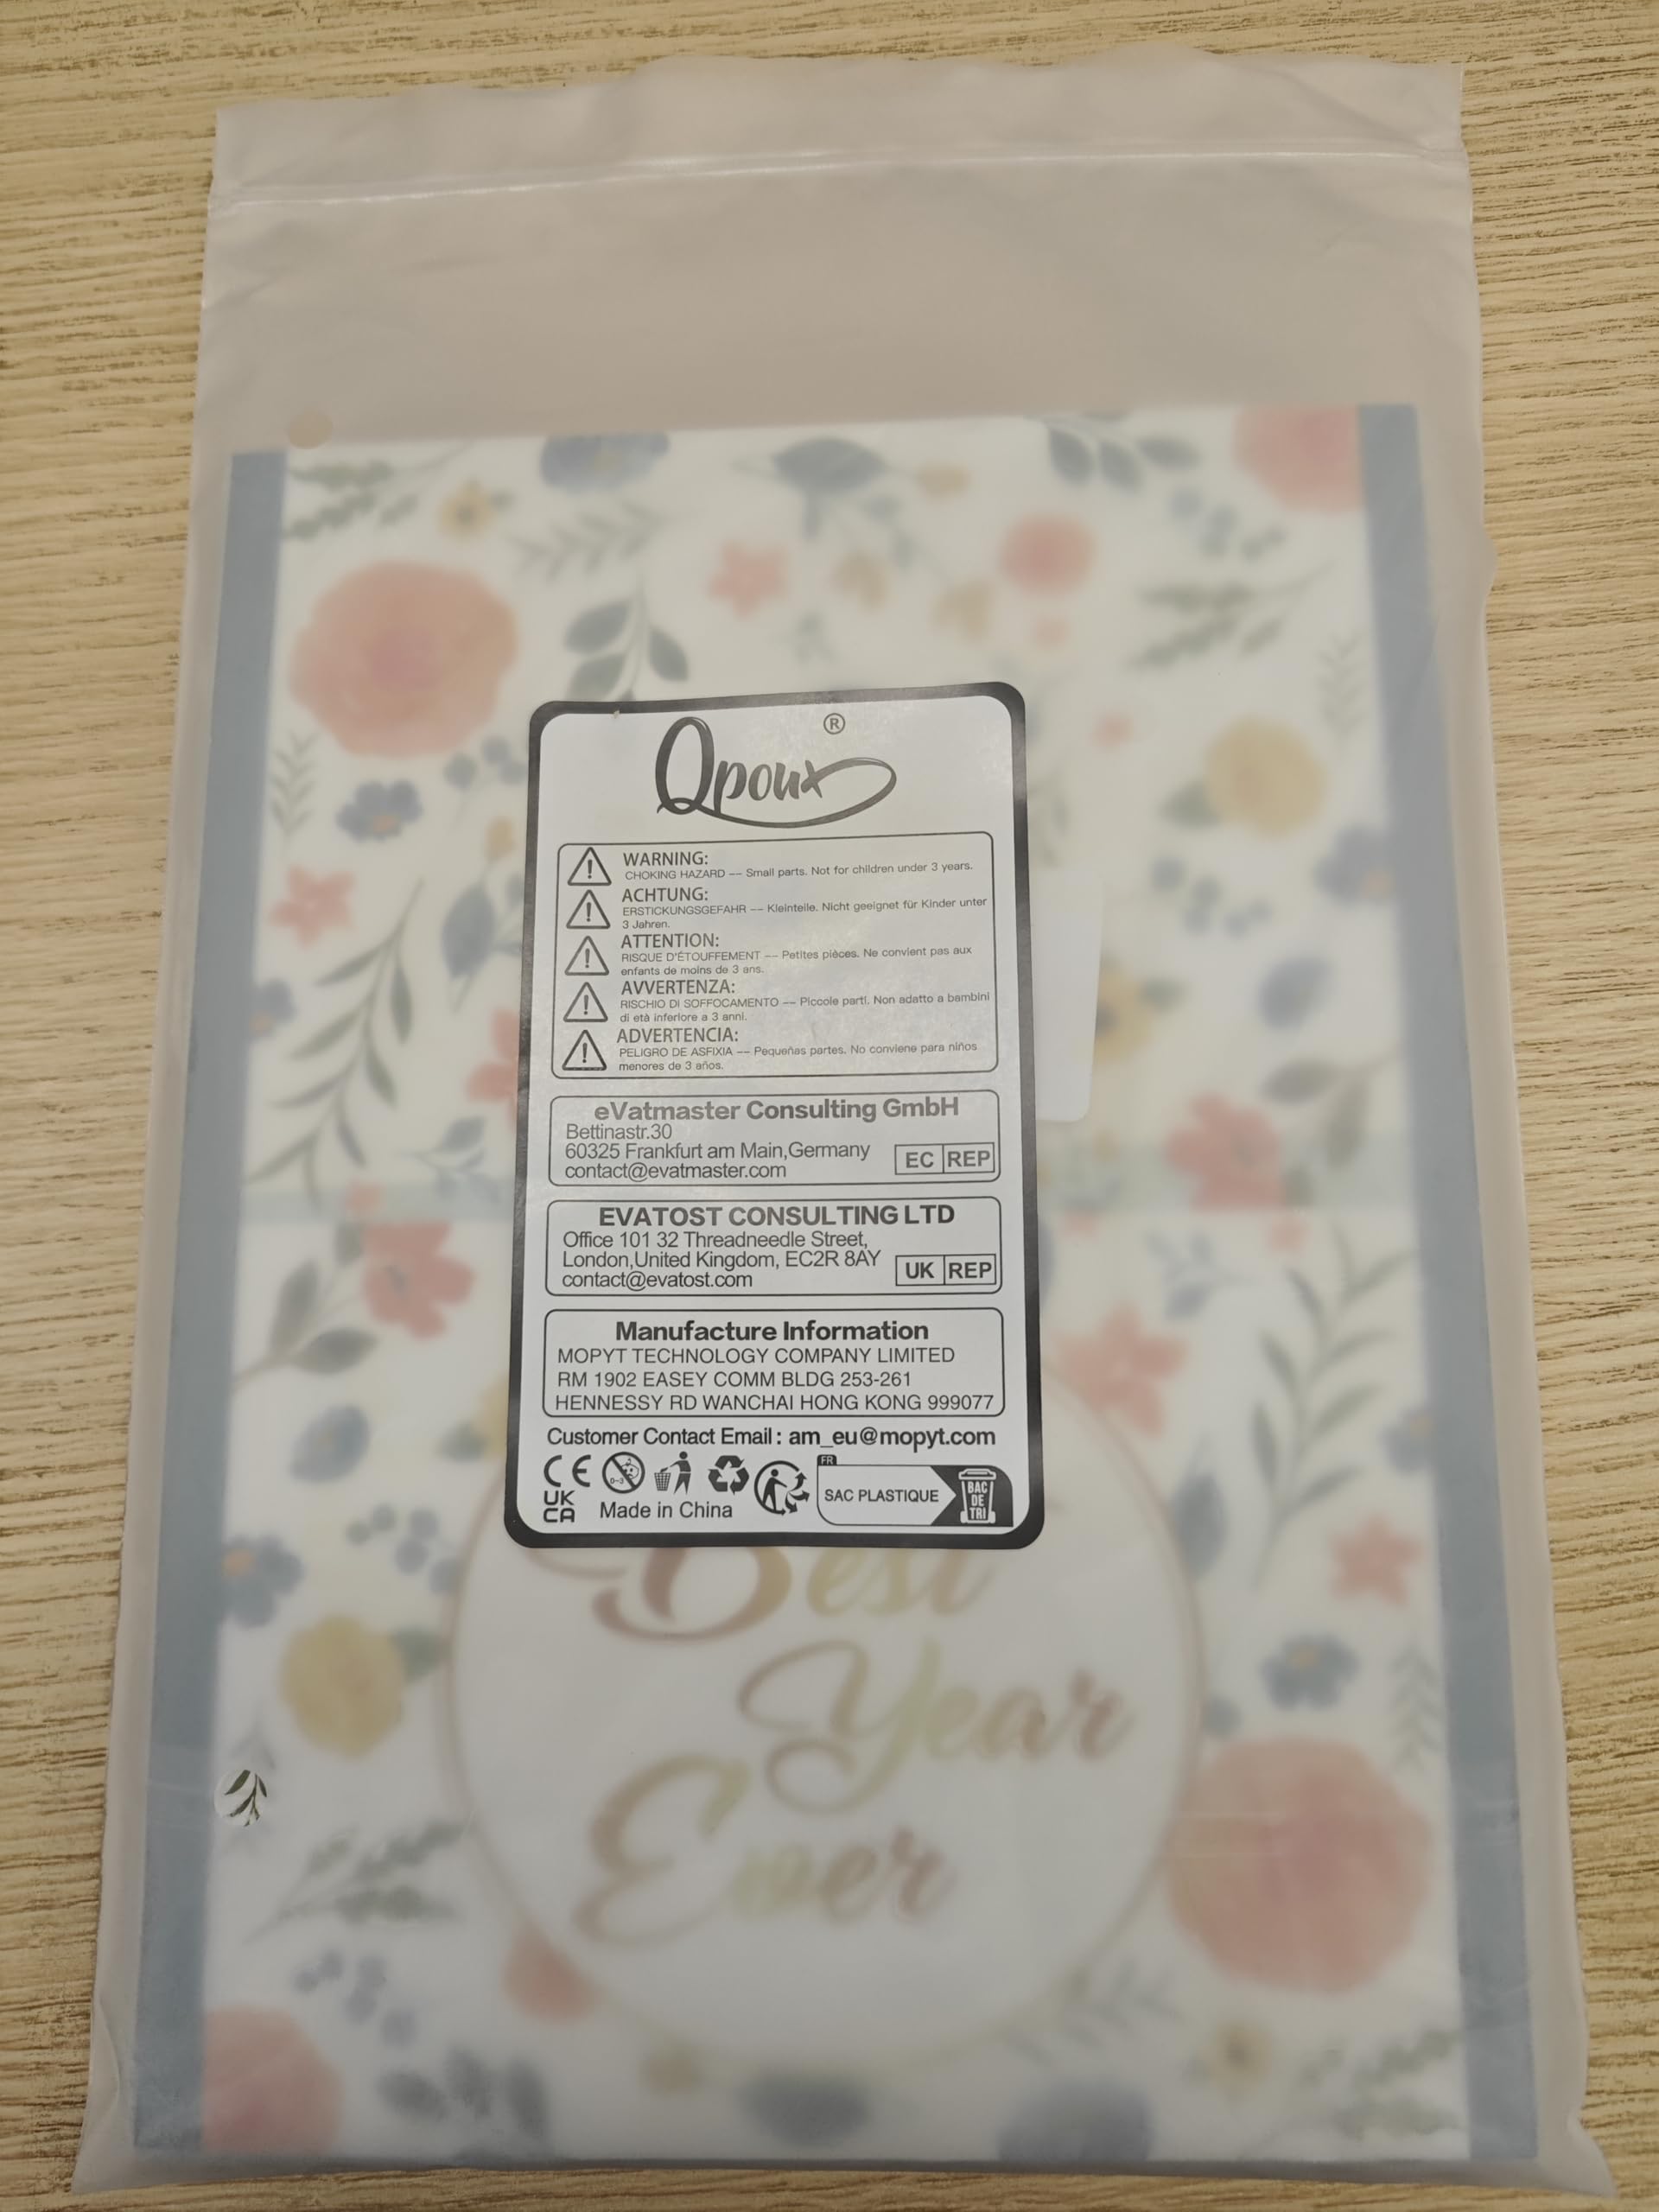 Qpoux ®
WARNING:
CHOKING HAZARD -- Small parts. Not for children under 3 years.
ACHTUNG:
ERSTICKUNGSGEFAHR -- Kleinteile. Nicht geeignet für Kinder unter
3 Jahren.
ATTENTION:
RISQUE D'ÉTOUFFEMENT -- Petites pièces. Ne convient pas aux
enfants de moins de 3 ans.
AVVERTENZA:
RISCHIO DI SOFFOCAMENTO -- Piccole parti. Non adatto a bambini
di età inferiore a 3 anni.
ADVERTENCIA:
PELIGRO DE ASFIXIA -- Pequeñas partes. No conviene para niños
menores de 3 años.
eVatmaster Consulting GmbH
Bettinastr.30
60325 Frankfurt am Main,Germany
contact@evatmaster.com
EC REP
EVATOST CONSULTING LTD
Office 101 32 Threadneedle Street,
London,United Kingdom, EC2R 8AY
contact@evatost.com
UK REP
Manufacture Information
MOPYT TECHNOLOGY COMPANY LIMITED
RM 1902 EASEY COMM BLDG 253-261
HENNESSY RD WANCHAI HONG KONG 999077
Customer Contact Email : am_eu@mopyt.com
CE
0-3
UK
CA
Made in China
FR
SAC PLASTIQUE
BAC
DE
TRI
Best
Year
Ever